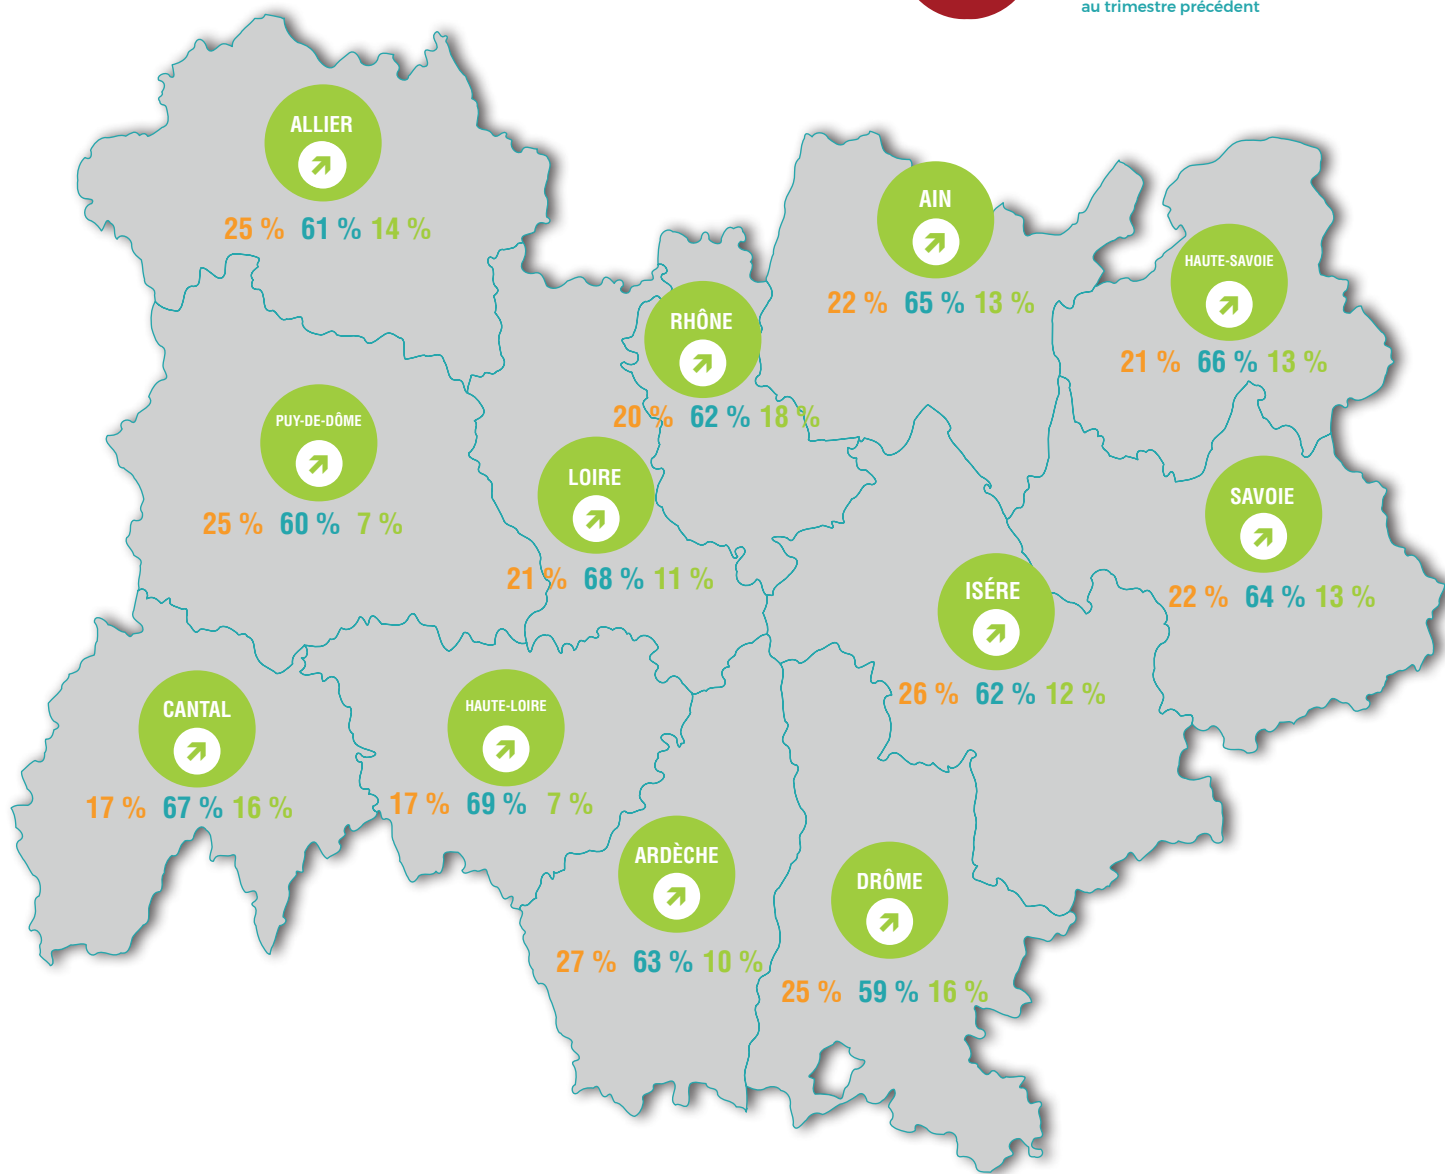 au trimestre précédent
ALLIER
25 % 61 % 14 %
AIN
22 % 65 % 13 %
HAUTE-SAVOIE
21 % 66 % 13 %
RHÔNE
20 % 62 % 18 %
PUY-DE-DÔME
25 % 60 % 7 %
LOIRE
21 % 68 % 11 %
SAVOIE
22 % 64 % 13 %
ISÉRE
26 % 62 % 12 %
CANTAL
17 % 67 % 16 %
HAUTE-LOIRE
17 % 69 % 7 %
ARDÈCHE
27 % 63 % 10 %
DRÔME
25 % 59 % 16 %